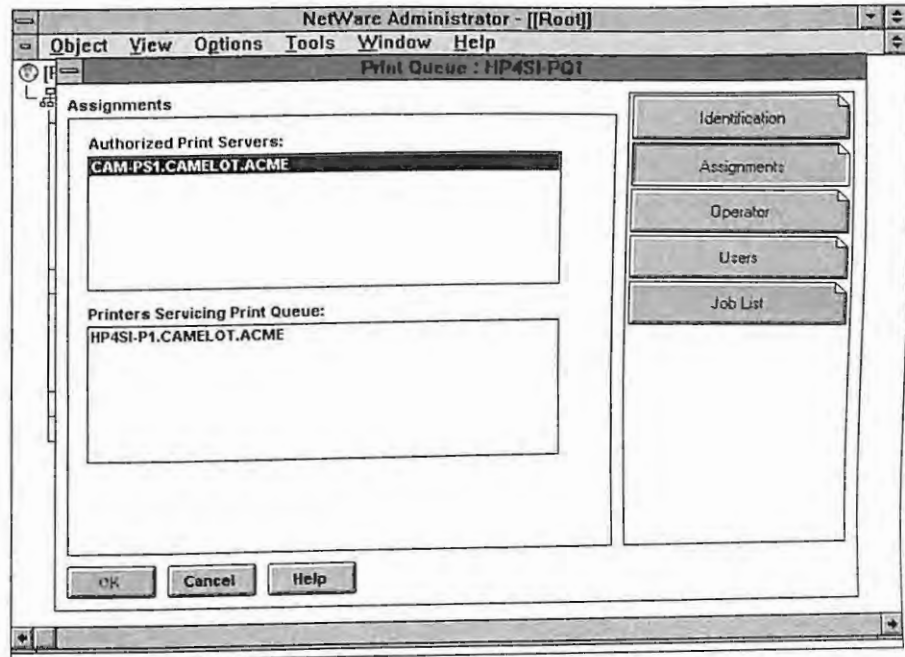 NetWare Administrator - [[Root]]
Object View Options Tools Window Help
Print Queue : HP4SI-PQ1
Assignments
Authorized Print Servers:
CAM-PS1.CAMELOT.ACME
Printers Servicing Print Queue:
HP4SI-P1.CAMELOT.ACME
Identification
Assignments
Operator
Users
Job List
OK Cancel Help